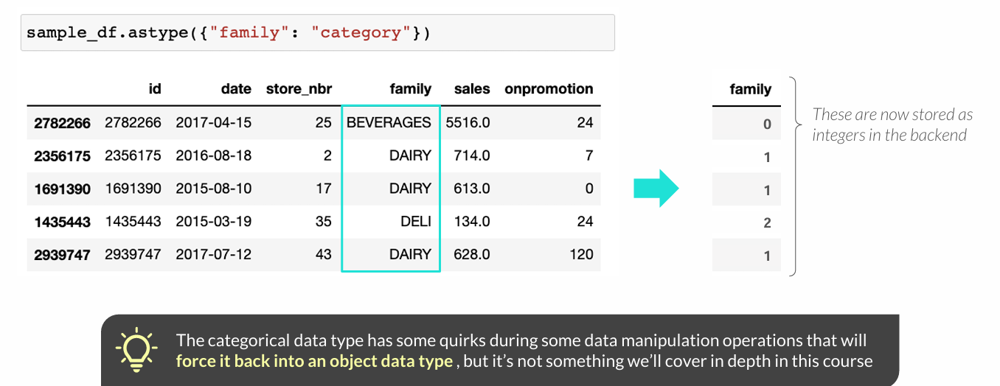 sample_df.astype({"family": "category"})
id date store_nbr family sales onpromotion
2782266 2782266 2017-04-15 25 BEVERAGES 5516.0 24
2356175 2356175 2016-08-18 2 DAIRY 714.0 7
1691390 1691390 2015-08-10 17 DAIRY 613.0 0
1435443 1435443 2015-03-19 35 DELI 134.0 24
2939747 2939747 2017-07-12 43 DAIRY 628.0 120
family
0
1
1
2
1
These are now stored as
integers in the backend
The categorical data type has some quirks during some data manipulation operations that will
force it back into an object data type , but it’s not something we’ll cover in depth in this course